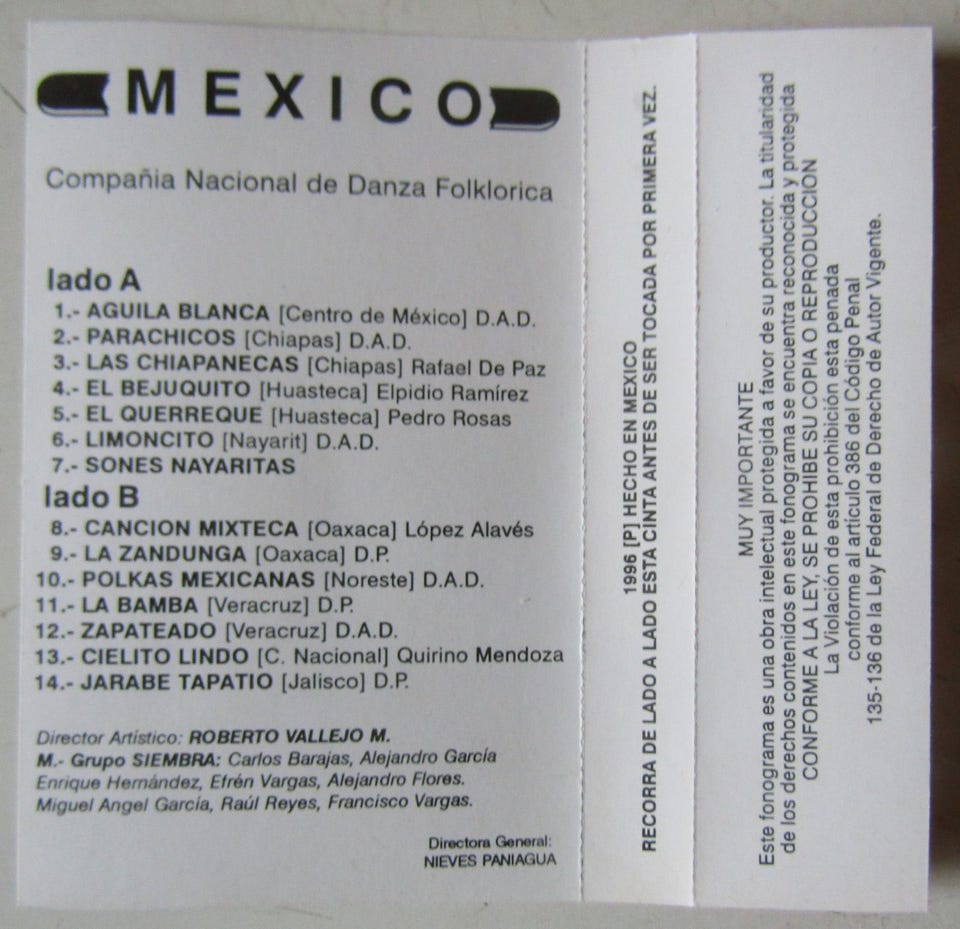 MEXICO
Compañia Nacional de Danza Folklorica
lado A
1.- AGUILA BLANCA [Centro de México] D.A.D.
2.- PARACHICOS [Chiapas] D.A.D.
3.- LAS CHIAPANECAS [Chiapas] Rafael De Paz
4.- EL BEJUQUITO [Huasteca] Elpidio Ramírez
5.- EL QUERREQUE [Huasteca] Pedro Rosas
6.- LIMONCITO [Nayarit] D.A.D.
7.- SONES NAYARITAS
lado B
8.- CANCION MIXTECA [Oaxaca] López Alavés
9.- LA ZANDUNGA [Oaxaca] D.P.
10.- POLKAS MEXICANAS [Noreste] D.A.D.
11.- LA BAMBA [Veracruz] D.P.
12.- ZAPATEADO [Veracruz] D.A.D.
13.- CIELITO LINDO [C. Nacional] Quirino Mendoza
14.- JARABE TAPATIO [Jalisco] D.P.
Director Artístico: ROBERTO VALLEJO M.
M.- Grupo SIEMBRA: Carlos Barajas, Alejandro García
Enrique Hernández, Efrén Vargas, Alejandro Flores.
Miguel Angel García, Raúl Reyes, Francisco Vargas.
Directora General:
NIEVES PANIAGUA
1996 [P] HECHO EN MEXICO
RECORRA DE LADO A LADO ESTA CINTA ANTES DE SER TOCADA POR PRIMERA VEZ.
MUY IMPORTANTE
Este fonograma es una obra intelectual protegida a favor de su productor. La titularidad
de los derechos contenidos en este fonograma se encuentra reconocida y protegida
CONFORME A LA LEY, SE PROHIBE SU COPIA O REPRODUCCION
La Violación de esta prohibición esta penada
conforme al artículo 386 del Código Penal
135-136 de la Ley Federal de Derecho de Autor Vigente.